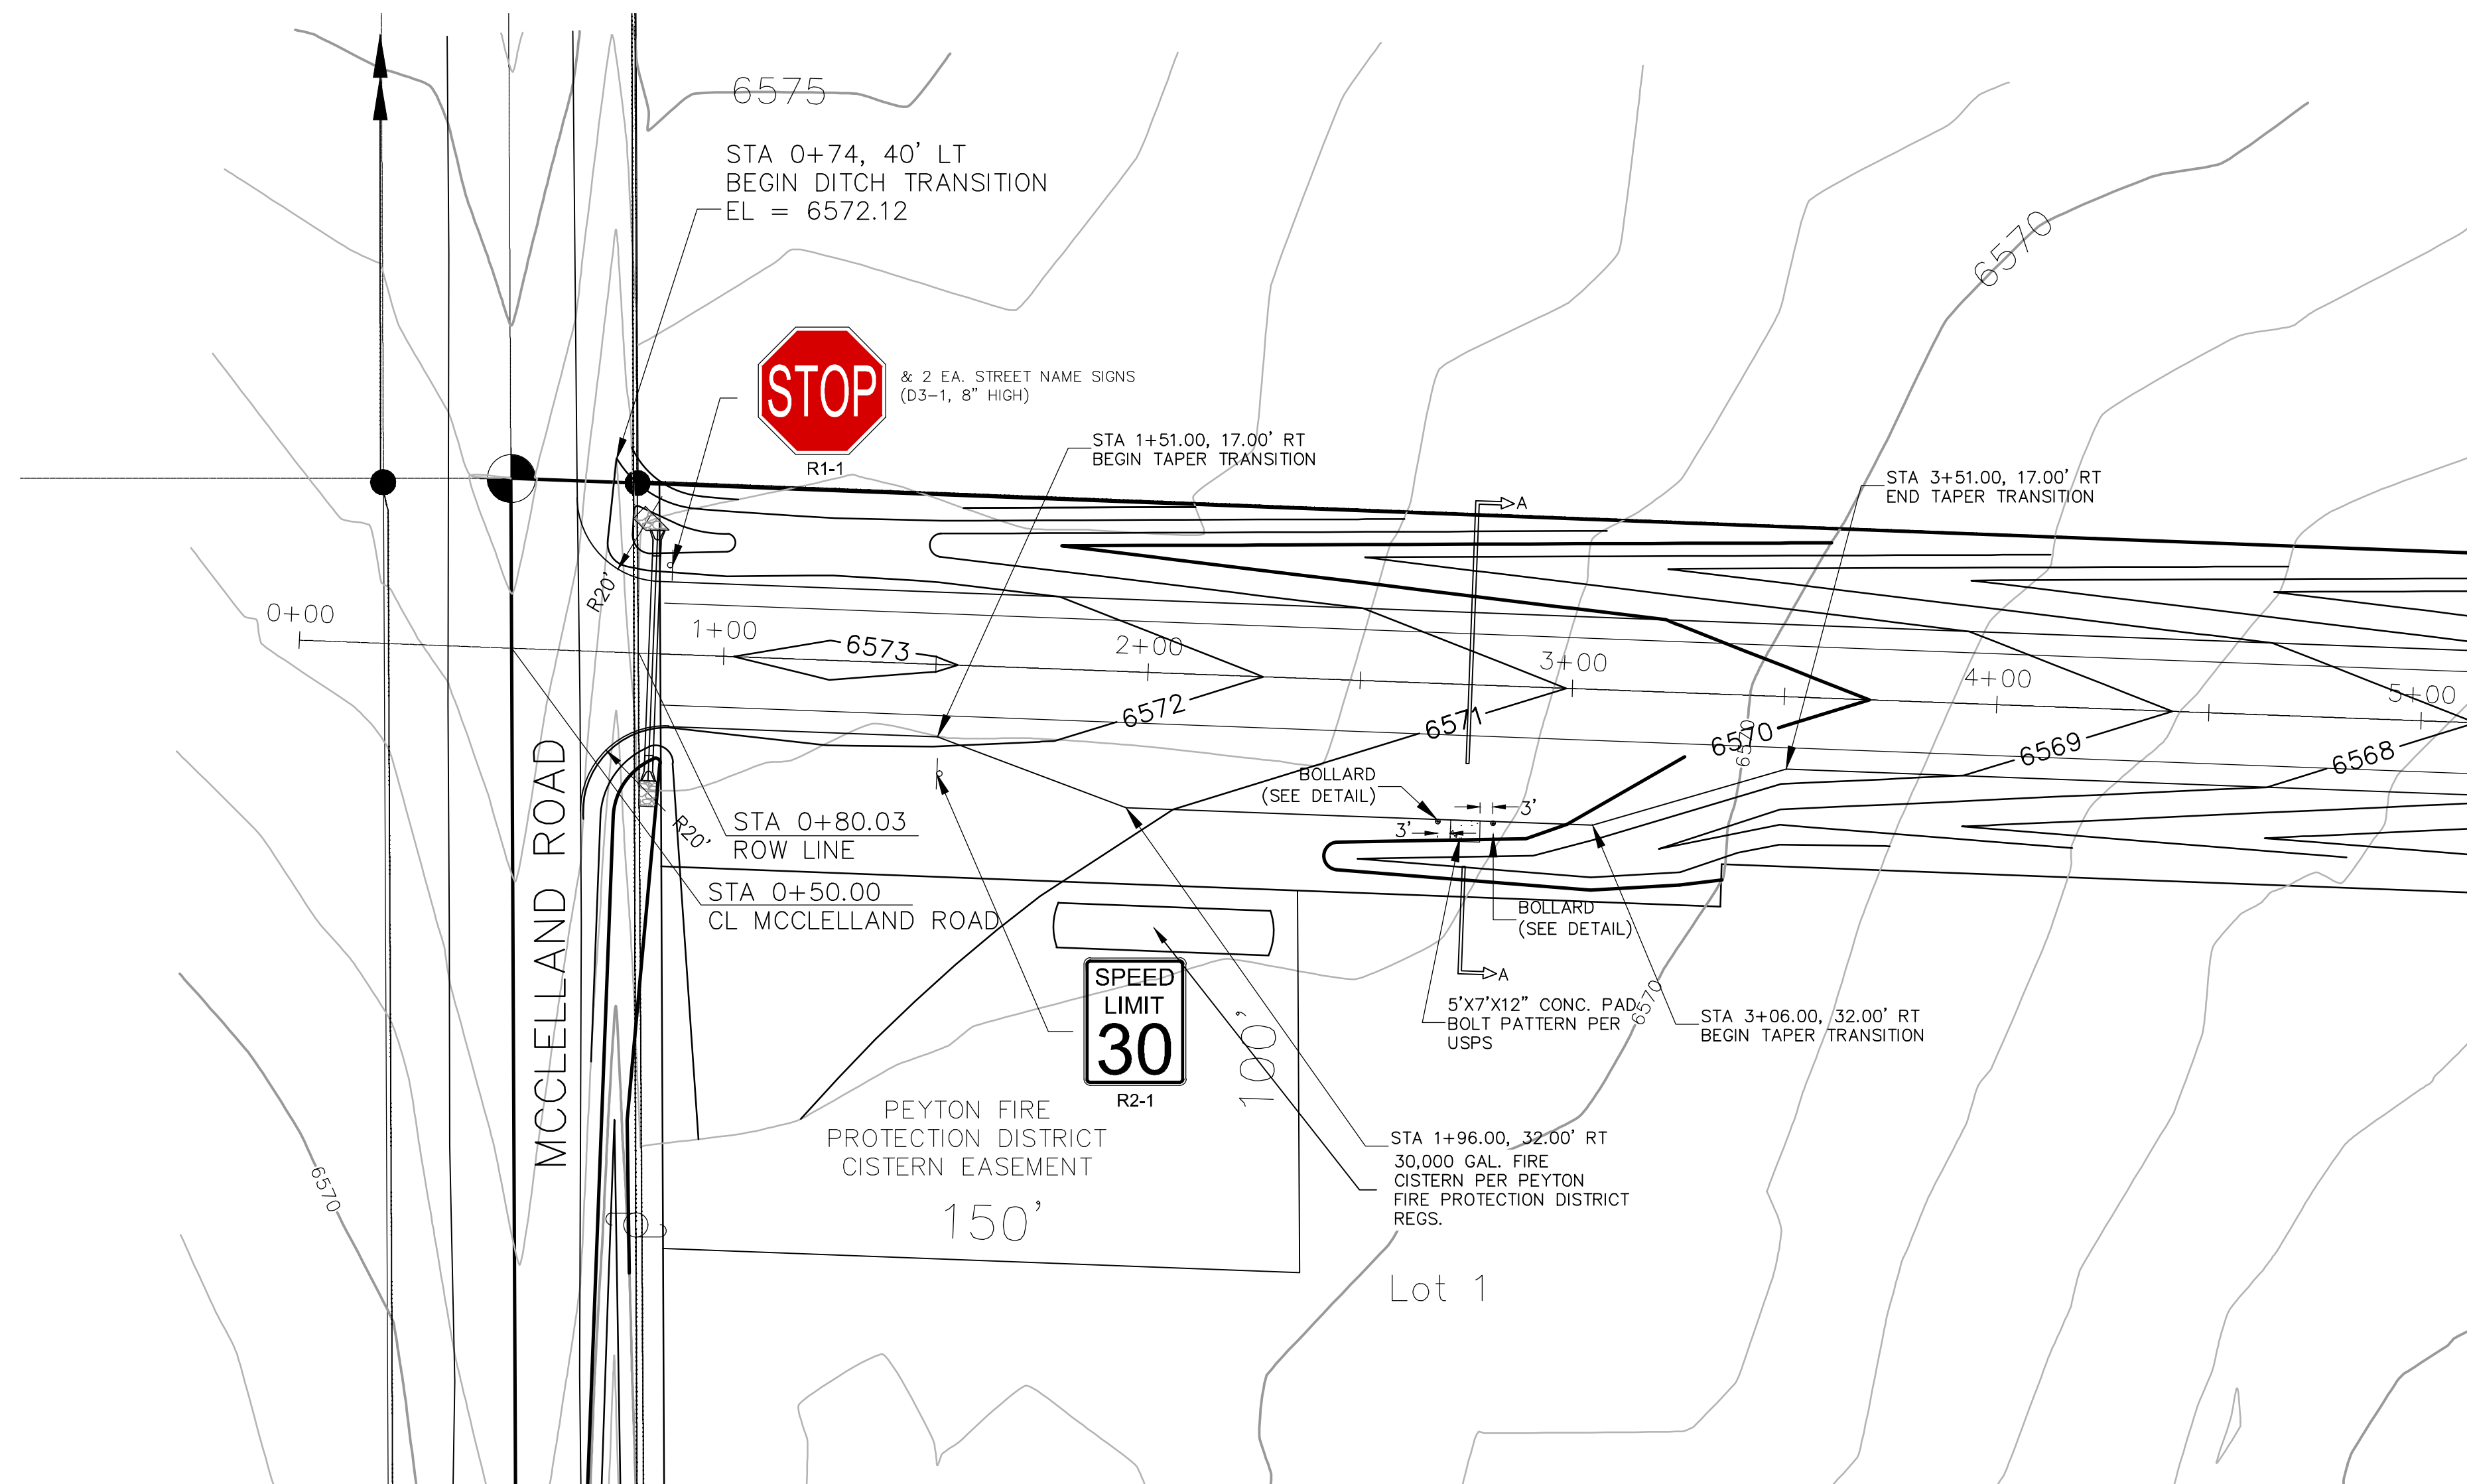 6575
STA 0+74, 40' LT
BEGIN DITCH TRANSITION
EL = 6572.12
6570
STOP
R1-1
& 2 EA. STREET NAME SIGNS
(D3-1, 8" HIGH)
STA 1+51.00, 17.00' RT
BEGIN TAPER TRANSITION
A
STA 3+51.00, 17.00' RT
END TAPER TRANSITION
R20'
0+00
1+00
2+00
3+00
4+00
5+00
6573
6572
6571
6570
6570
6569
6568
BOLLARD
(SEE DETAIL)
3'
3'
R20'
STA 0+80.03
ROW LINE
STA 0+50.00
CL MCCLELLAND ROAD
MCCLELLAND ROAD
BOLLARD
(SEE DETAIL)
A
SPEED
LIMIT
30
R2-1
100'
5'X7'X12" CONC. PAD
BOLT PATTERN PER
USPS
6570
STA 3+06.00, 32.00' RT
BEGIN TAPER TRANSITION
PEYTON FIRE
PROTECTION DISTRICT
CISTERN EASEMENT
150'
STA 1+96.00, 32.00' RT
30,000 GAL. FIRE
CISTERN PER PEYTON
FIRE PROTECTION DISTRICT
REGS.
6570
Lot 1